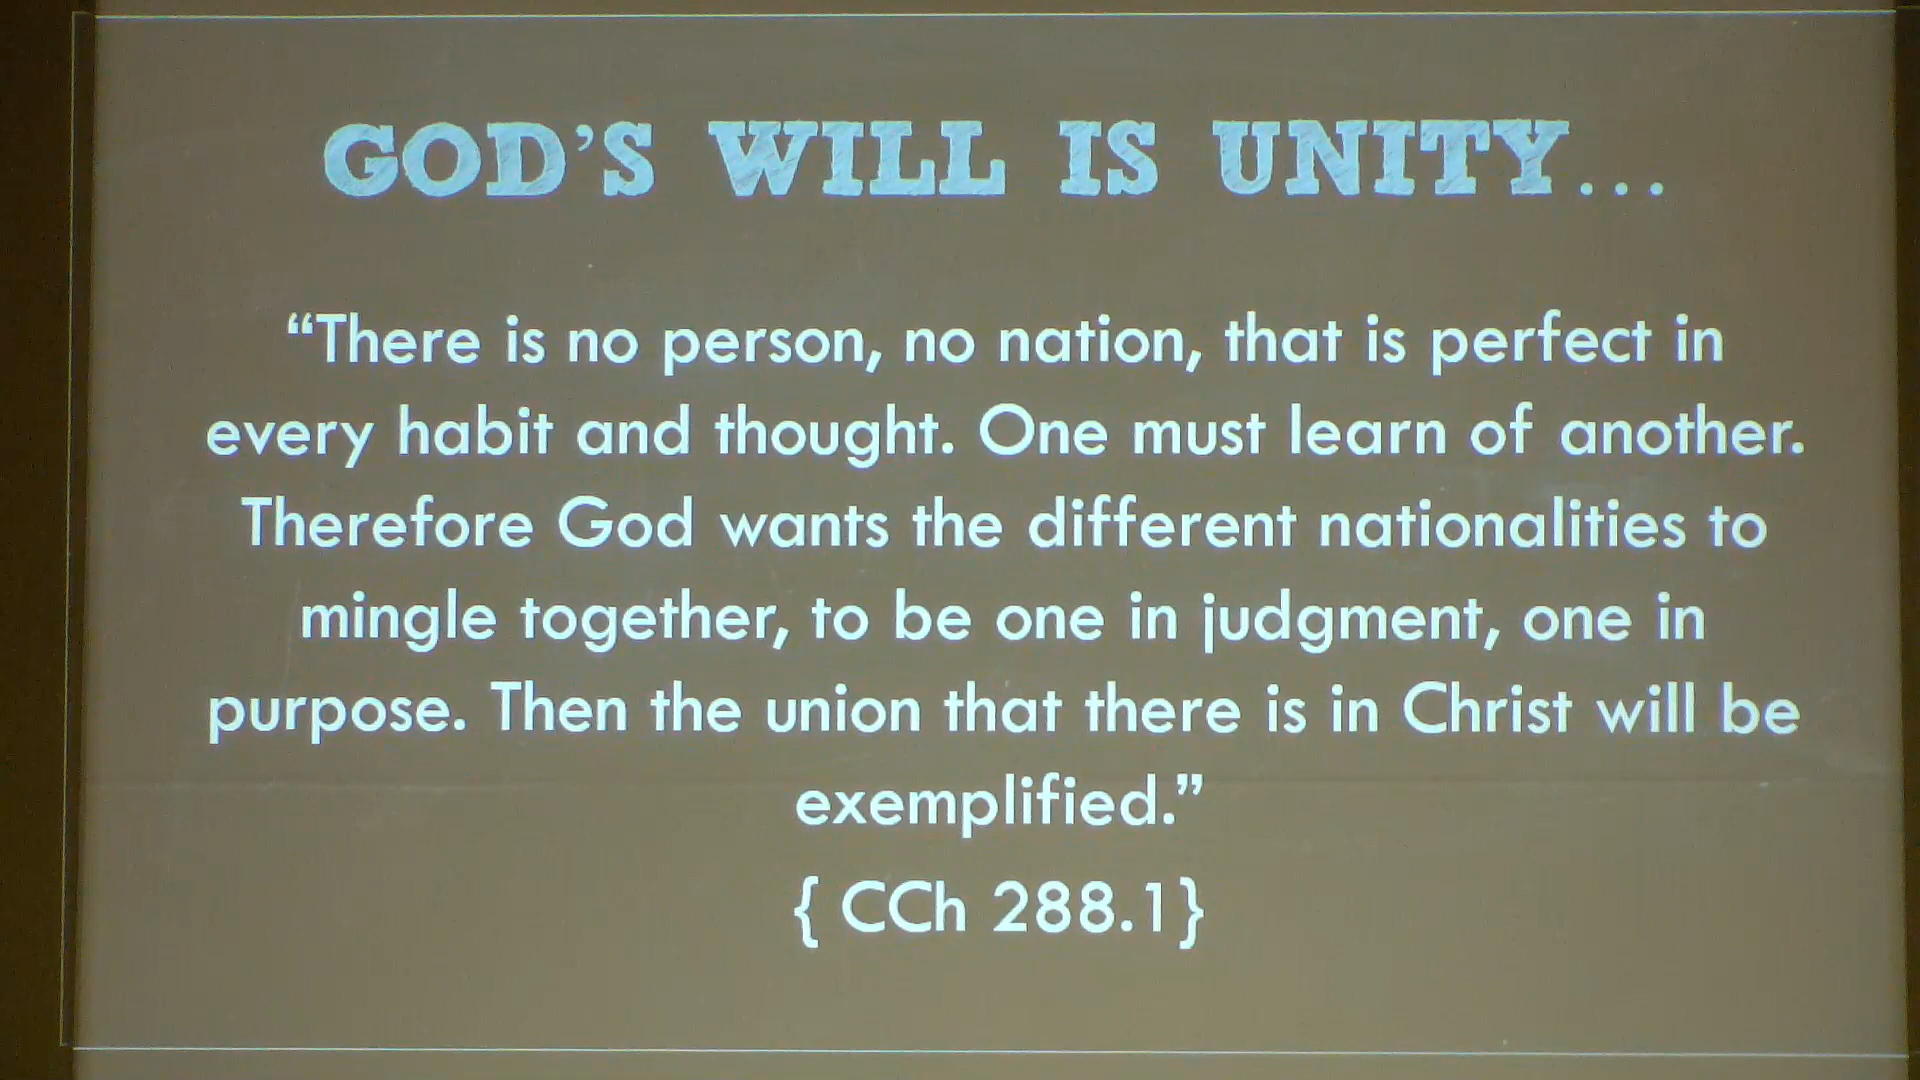 GOD'S WILL IS UNITY...
“There is no person, no nation, that is perfect in
every habit and thought. One must learn of another.
Therefore God wants the different nationalities to
mingle together, to be one in judgment, one in
purpose. Then the union that there is in Christ will be
exemplified.”
{ CCh 288.1}